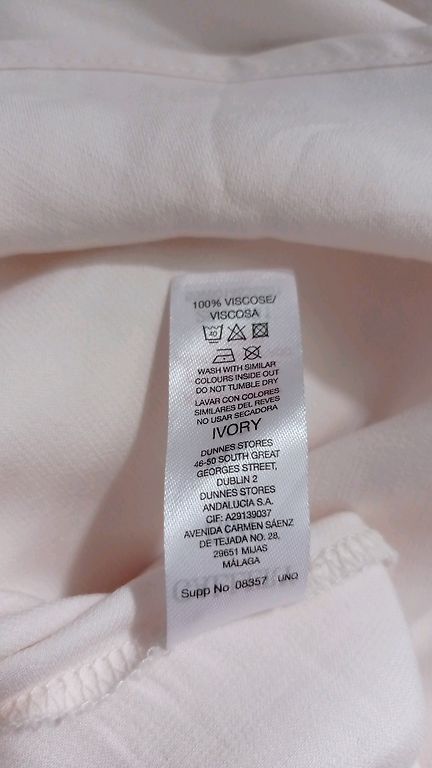 100% VISCOSE/
VISCOSA
40
WASH WITH SIMILAR
COLOURS INSIDE OUT
DO NOT TUMBLE DRY
LAVAR CON COLORES
SIMILARES DEL REVES
NO USAR SECADORA
IVORY
DUNNES STORES
46-50 SOUTH GREAT
GEORGES STREET,
DUBLIN 2
DUNNES STORES
ANDALUCIA S.A.
CIF: A29139037
AVENIDA CARMEN SÁENZ
DE TEJADA NO. 28,
29651 MIJAS
MÁLAGA
Supp No 08357 UNQ